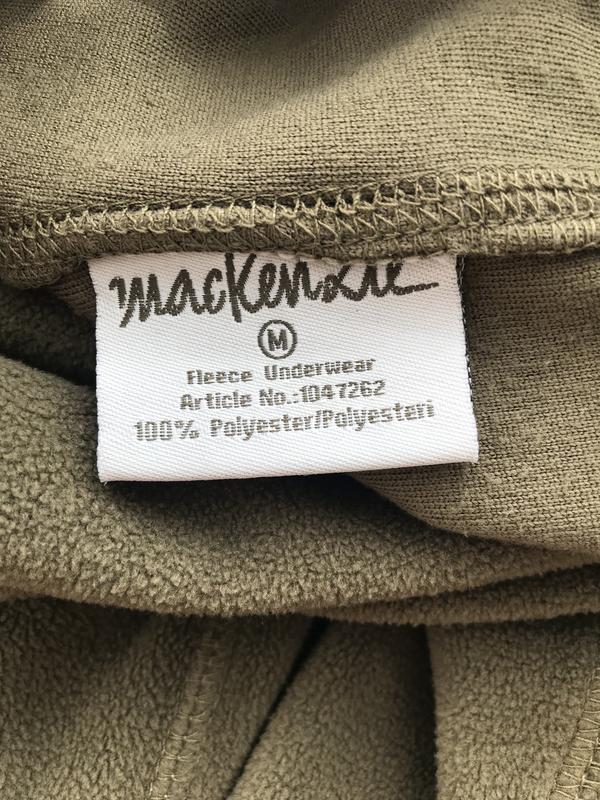 mackenzie
M
Fleece Underwear
Article No.:1047262
100% Polyester/Polyesteri